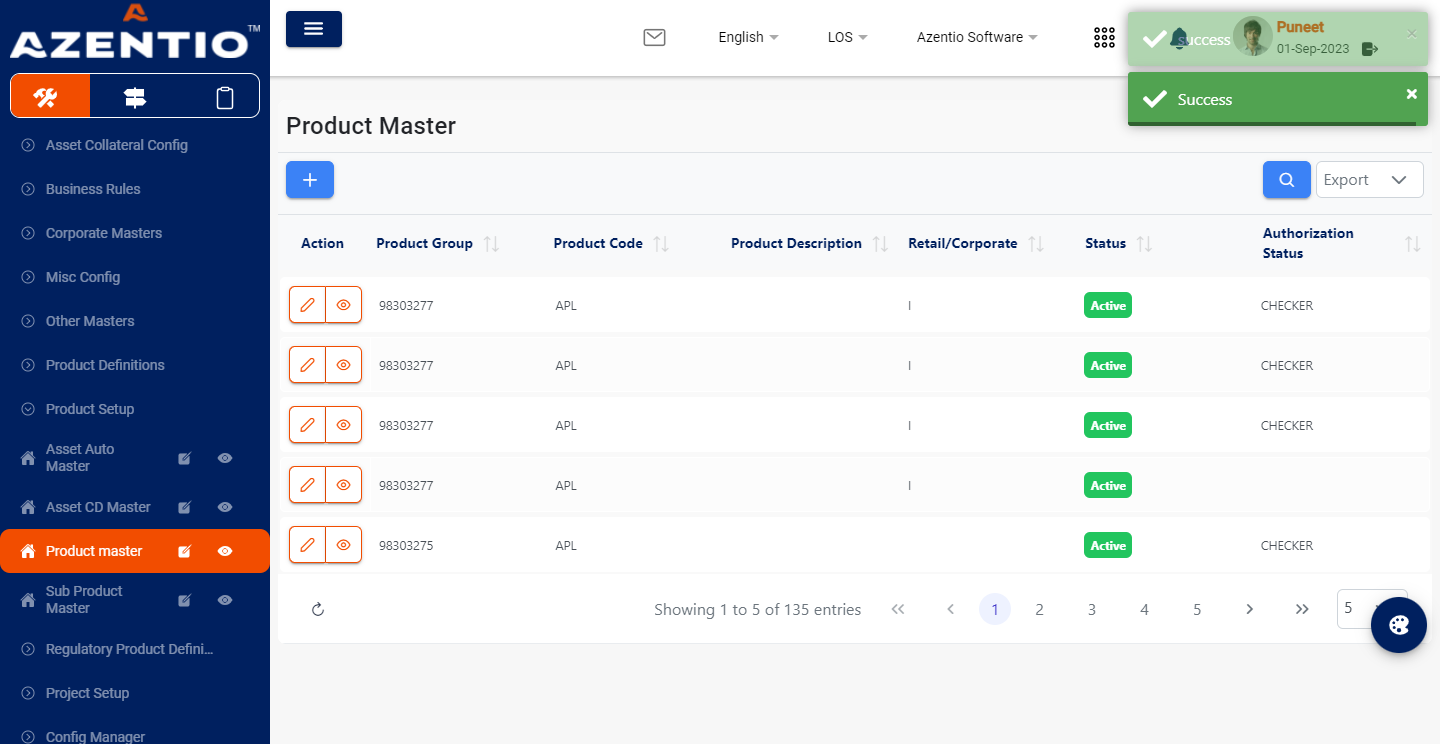 AZENTIO™
Asset Collateral Config
Business Rules
Corporate Masters
Misc Config
Other Masters
Product Definitions
Product Setup
Asset Auto
Master
Asset CD Master
Product master
Sub Product
Master
Regulatory Product Defini...
Project Setup
Config Manager
English
LOS
Azentio Software
success
Puneet
01-Sep-2023
×
Success
×
Product Master
+
Export
Action Product Group Product Code Product Description Retail/Corporate Status Authorization
Status
98303277 APL I Active CHECKER
98303277 APL I Active CHECKER
98303277 APL I Active CHECKER
98303277 APL I Active
98303275 APL Active CHECKER
Showing 1 to 5 of 135 entries << < 1 2 3 4 5 > >> 5